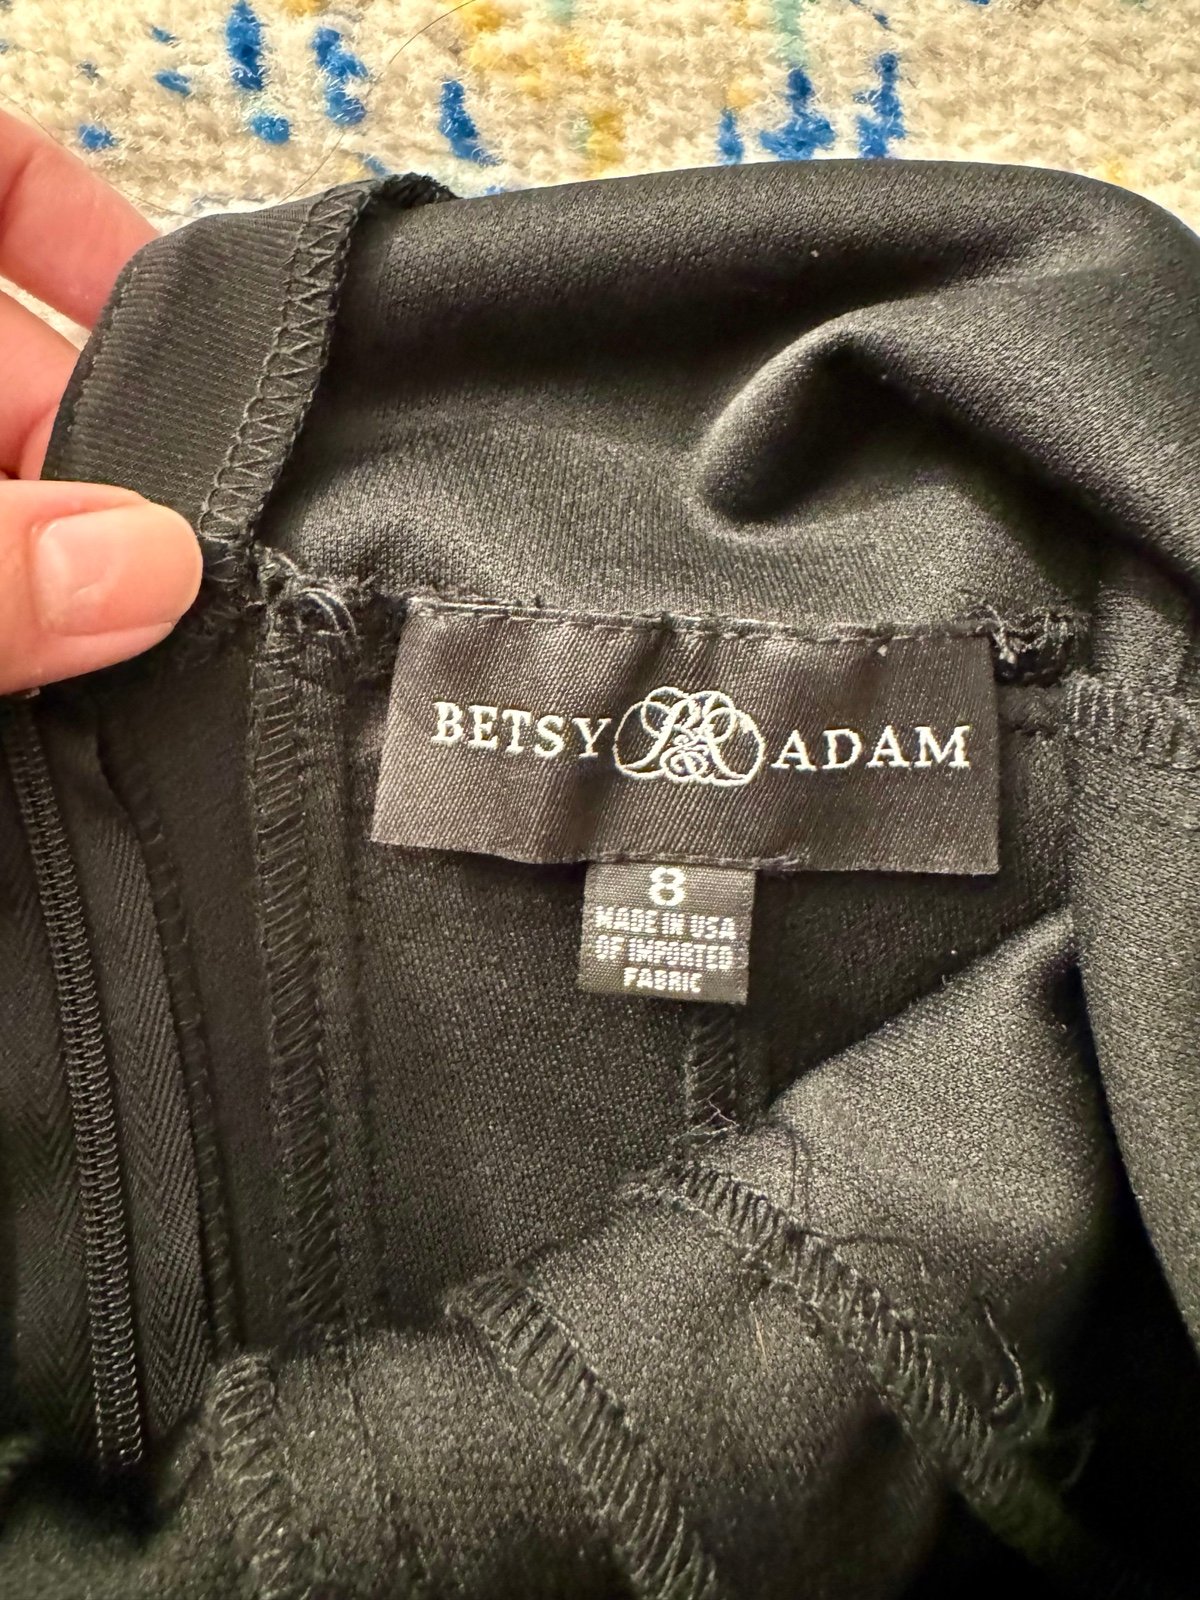 BETSY B&A ADAM
8
MADE IN USA
OF IMPORTED
FABRIC